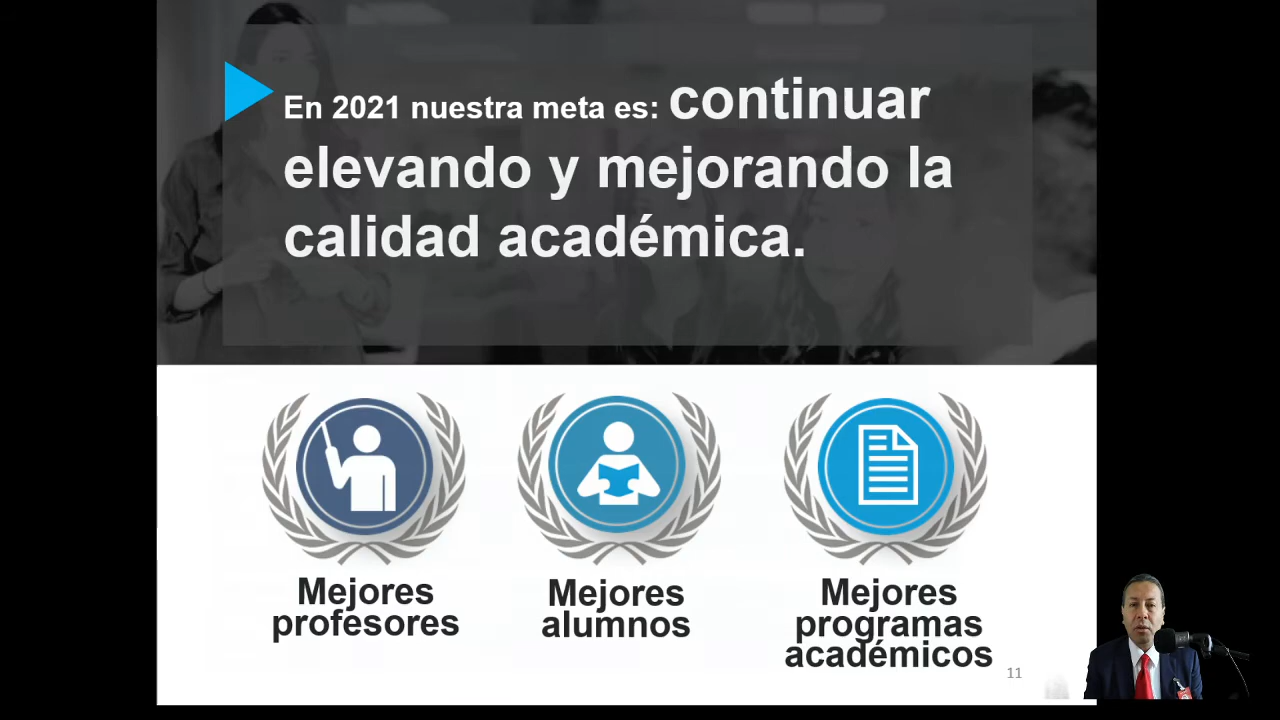 En 2021 nuestra meta es: continuar
elevando y mejorando la
calidad académica.
Mejores
profesores
Mejores
alumnos
Mejores
programas
académicos
11